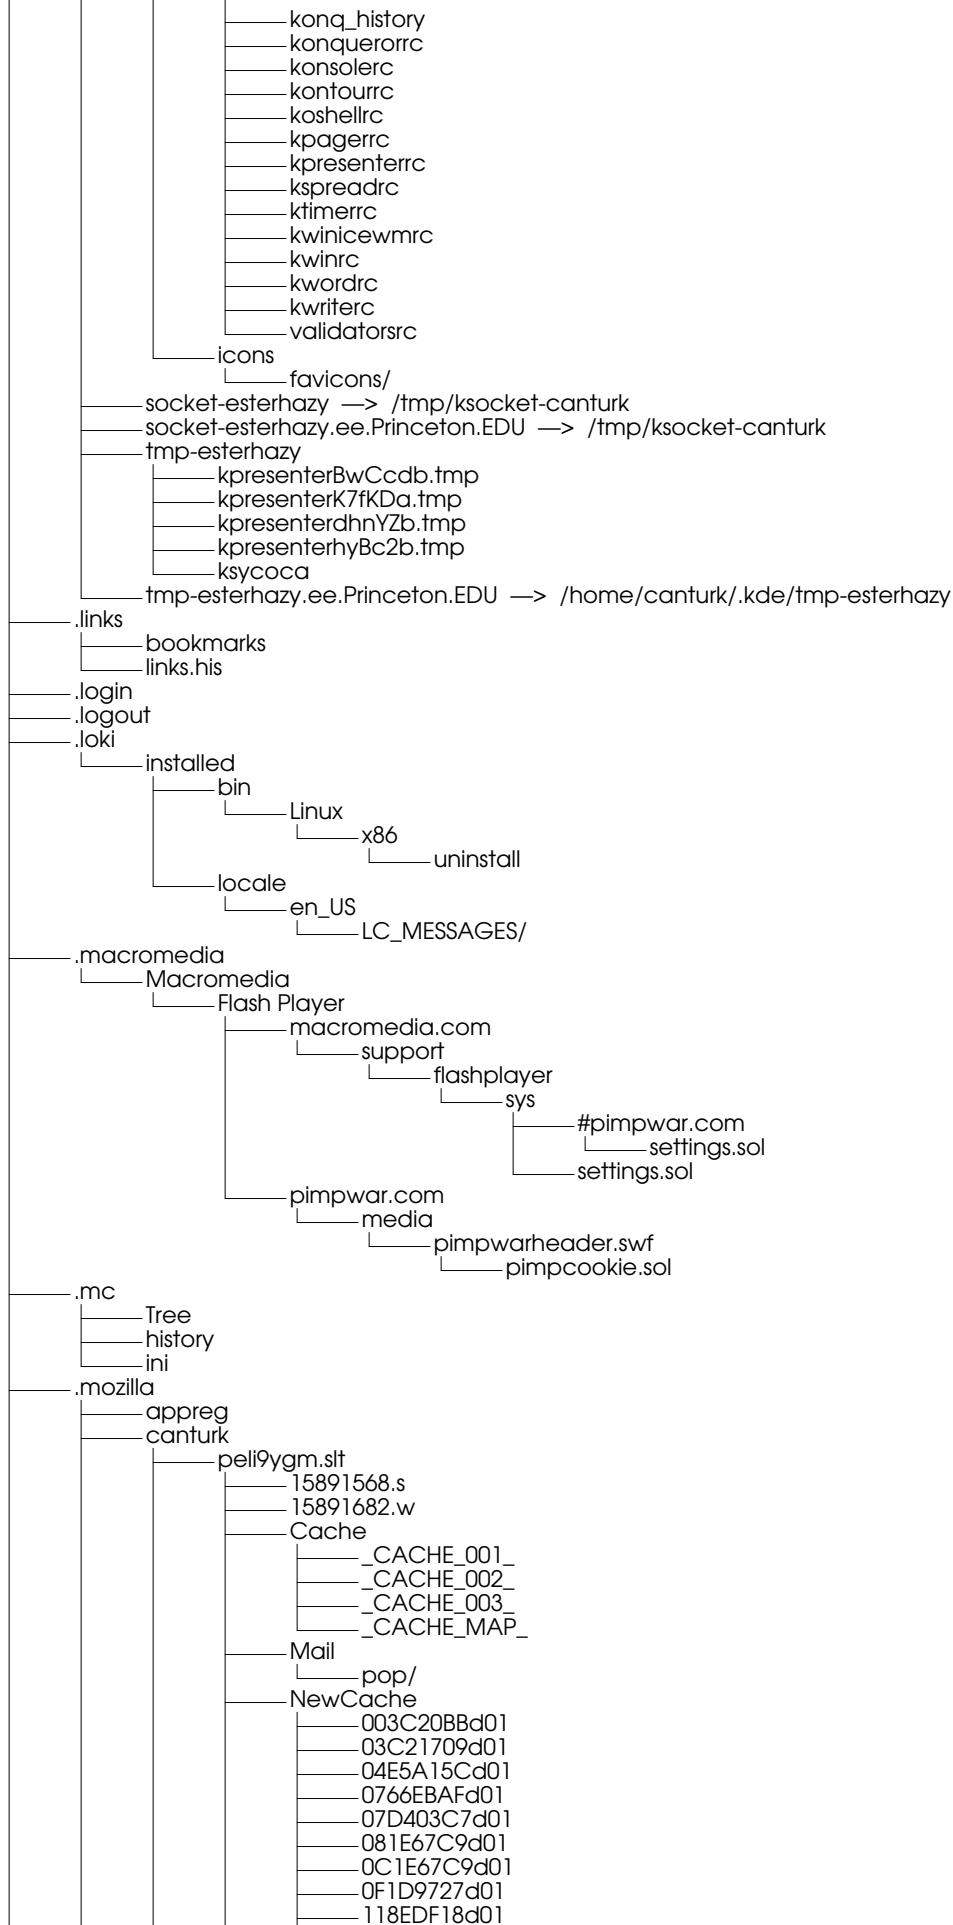 konq_history
konquerorrc
konsolerc
kontourrc
koshellrc
kpagerrc
kpresenterrc
kspreadrc
ktimerrc
kwinicewmrc
kwinrc
kwordrc
kwriterc
validatorsrc
icons
favicons/
socket-esterhazy —> /tmp/ksocket-canturk
socket-esterhazy.ee.Princeton.EDU —> /tmp/ksocket-canturk
tmp-esterhazy
kpresenterBwCcdb.tmp
kpresenterK7fKDa.tmp
kpresenterdhnYZb.tmp
kpresenterhyBc2b.tmp
ksycoca
tmp-esterhazy.ee.Princeton.EDU —> /home/canturk/.kde/tmp-esterhazy
.links
bookmarks
links.his
.login
.logout
.loki
installed
bin
Linux
x86
uninstall
locale
en_US
LC_MESSAGES/
.macromedia
Macromedia
Flash Player
macromedia.com
support
flashplayer
sys
#pimpwar.com
settings.sol
settings.sol
pimpwar.com
media
pimpwarheader.swf
pimpcookie.sol
.mc
Tree
history
ini
.mozilla
appreg
canturk
peli9ygm.slt
15891568.s
15891682.w
Cache
_CACHE_001_
_CACHE_002_
_CACHE_003_
_CACHE_MAP_
Mail
pop/
NewCache
003C20BBd01
03C21709d01
04E5A15Cd01
0766EBAFd01
07D403C7d01
081E67C9d01
0C1E67C9d01
0F1D9727d01
118EDF18d01